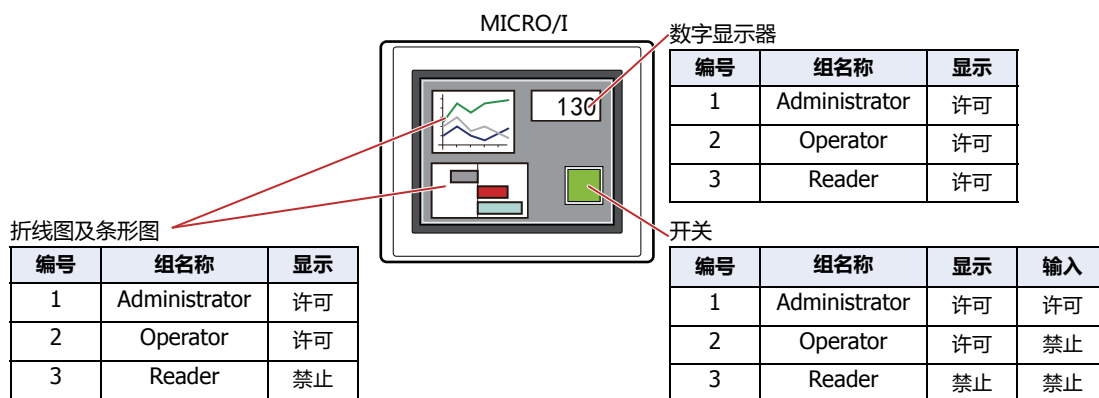 MICRO/I
数字显示器
编号 组名称 显示
1 Administrator 许可
2 Operator 许可
3 Reader 许可
130
折线图及条形图
编号 组名称 显示
1 Administrator 许可
2 Operator 许可
3 Reader 禁止
开关
编号 组名称 显示 输入
1 Administrator 许可 许可
2 Operator 许可 禁止
3 Reader 禁止 禁止